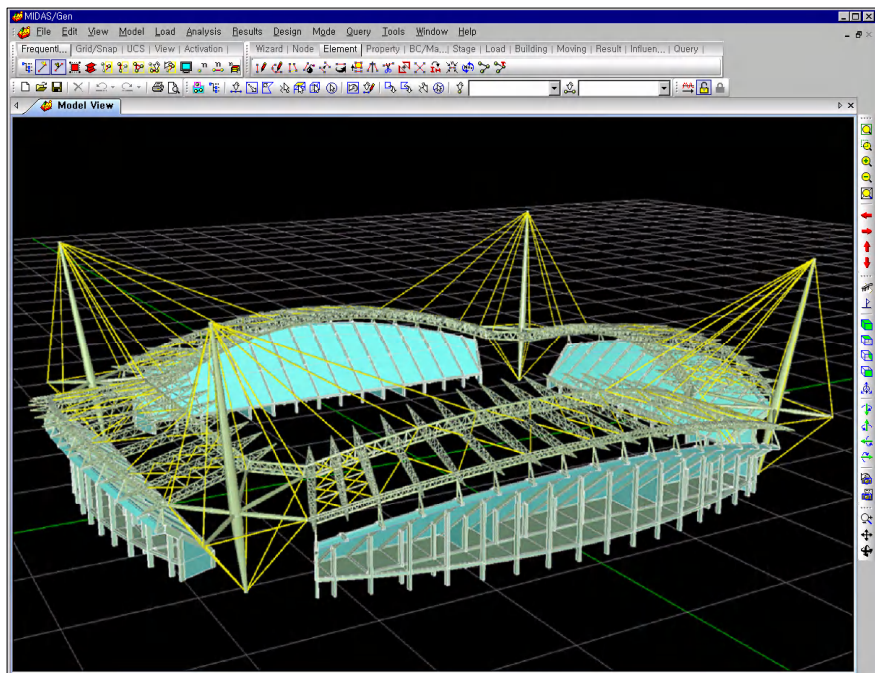 MIDAS/Gen
File Edit View Model Load Analysis Results Design Mode Query Tools Window Help
Frequentl... Grid/Snap | UCS | View | Activation | Wizard | Node Element Property | BC/Ma... | Stage | Load | Building | Moving | Result | Influen... | Query |
Model View